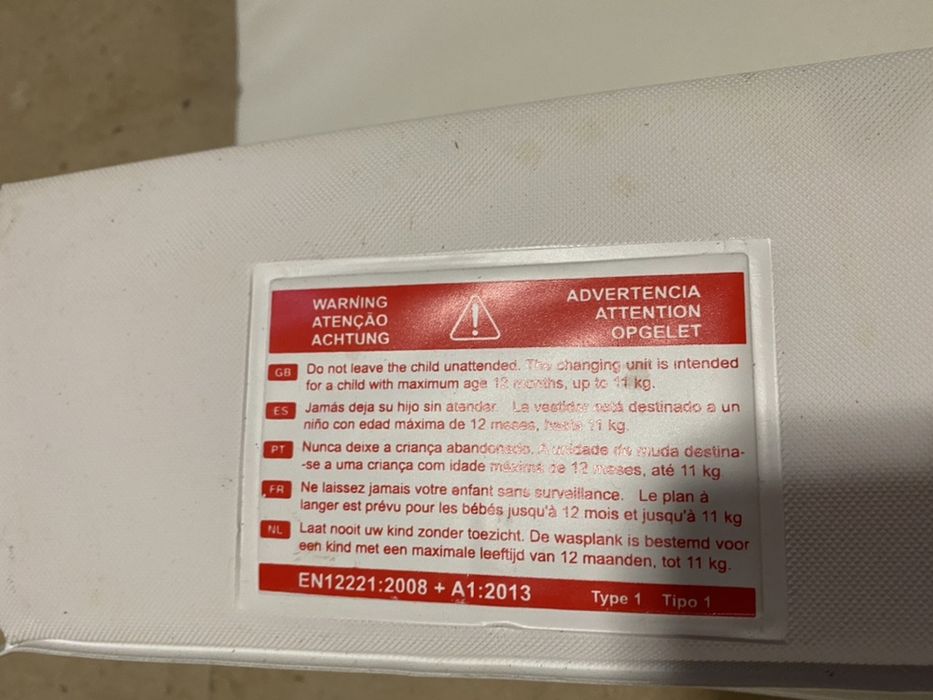 WARNING
ATENÇÃO
ACHTUNG
ADVERTENCIA
ATTENTION
OPGELET
GB Do not leave the child unattended. The changing unit is intended
for a child with maximum age 12 months, up to 11 kg.
ES Jamás deja su hijo sin atender. La vestidor está destinado a un
niño con edad máxima de 12 meses, hasta 11 kg.
PT Nunca deixe a criança abandonado. A unidade de muda destina-
-se a uma criança com idade máxima de 12 meses, até 11 kg
FR Ne laissez jamais votre enfant sans surveillance. Le plan à
langer est prévu pour les bébés jusqu'à 12 mois et jusqu'à 11 kg
NL Laat nooit uw kind zonder toezicht. De wasplank is bestemd voor
een kind met een maximale leeftijd van 12 maanden, tot 11 kg.
EN12221:2008 + A1:2013 Type 1 Tipo 1